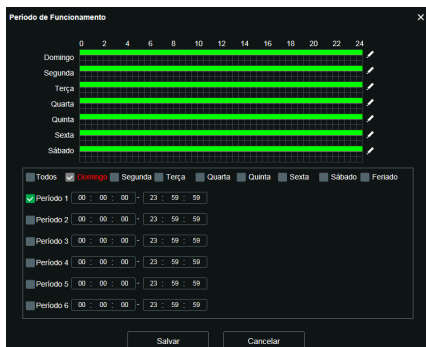 Período de Funcionamento X
0 2 4 6 8 10 12 14 16 18 20 22 24
Domingo
Segunda
Terça
Quarta
Quinta
Sexta
Sábado
Todos Domingo Segunda Terça Quarta Quinta Sexta Sábado Feriado
Período 1 00 : 00 : 00 - 23 : 59 : 59
Período 2 00 : 00 : 00 - 23 : 59 : 59
Período 3 00 : 00 : 00 - 23 : 59 : 59
Período 4 00 : 00 : 00 - 23 : 59 : 59
Período 5 00 : 00 : 00 - 23 : 59 : 59
Período 6 00 : 00 : 00 - 23 : 59 : 59
Salvar Cancelar